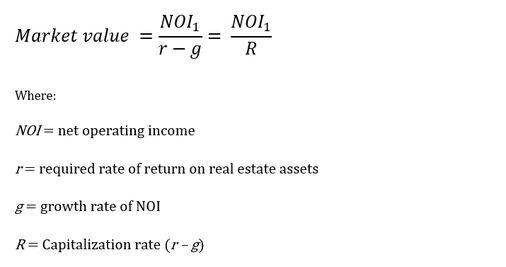 Market value = NOI₁ / (r − g) = NOI₁ / R
Where:
NOI = net operating income
r = required rate of return on real estate assets
g = growth rate of NOI
R = Capitalization rate (r – g)